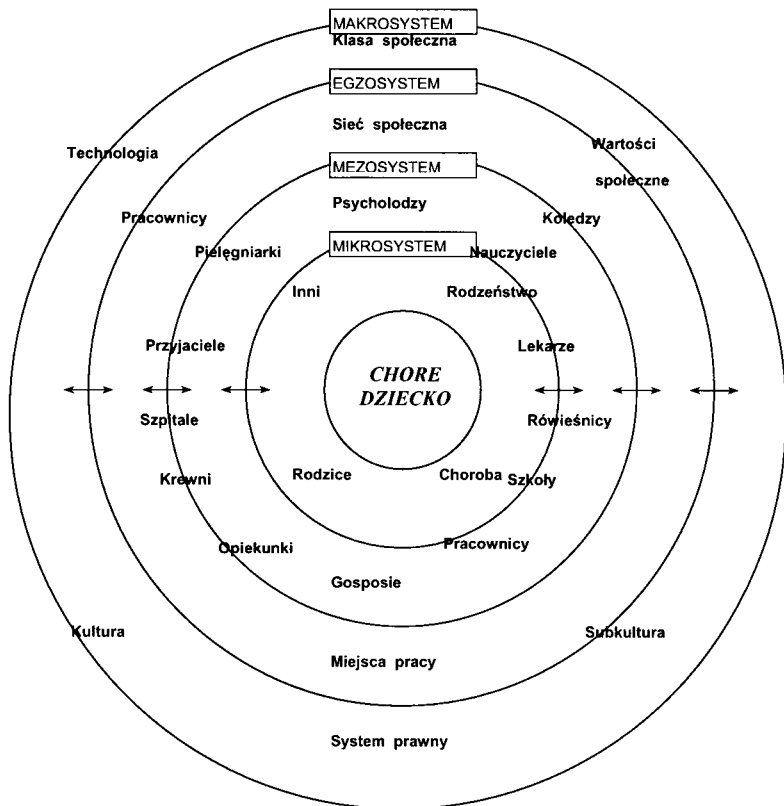 MAKROSYSTEM
Klasa społeczna
EGZOSYSTEM
Sieć społeczna
Technologia
Wartości
społeczne
MEZOSYSTEM
Psycholodzy
Pracownicy
Koledzy
MIKROSYSTEM
Pielęgniarki
Nauczyciele
Inni
Rodzeństwo
Przyjaciele
Lekarze
CHORE
DZIECKO
Szpitale
Rówieśnicy
Rodzice
Choroba
Krewni
Szkoły
Opiekunki
Pracownicy
Gosposie
Kultura
Subkultura
Miejsca pracy
System prawny